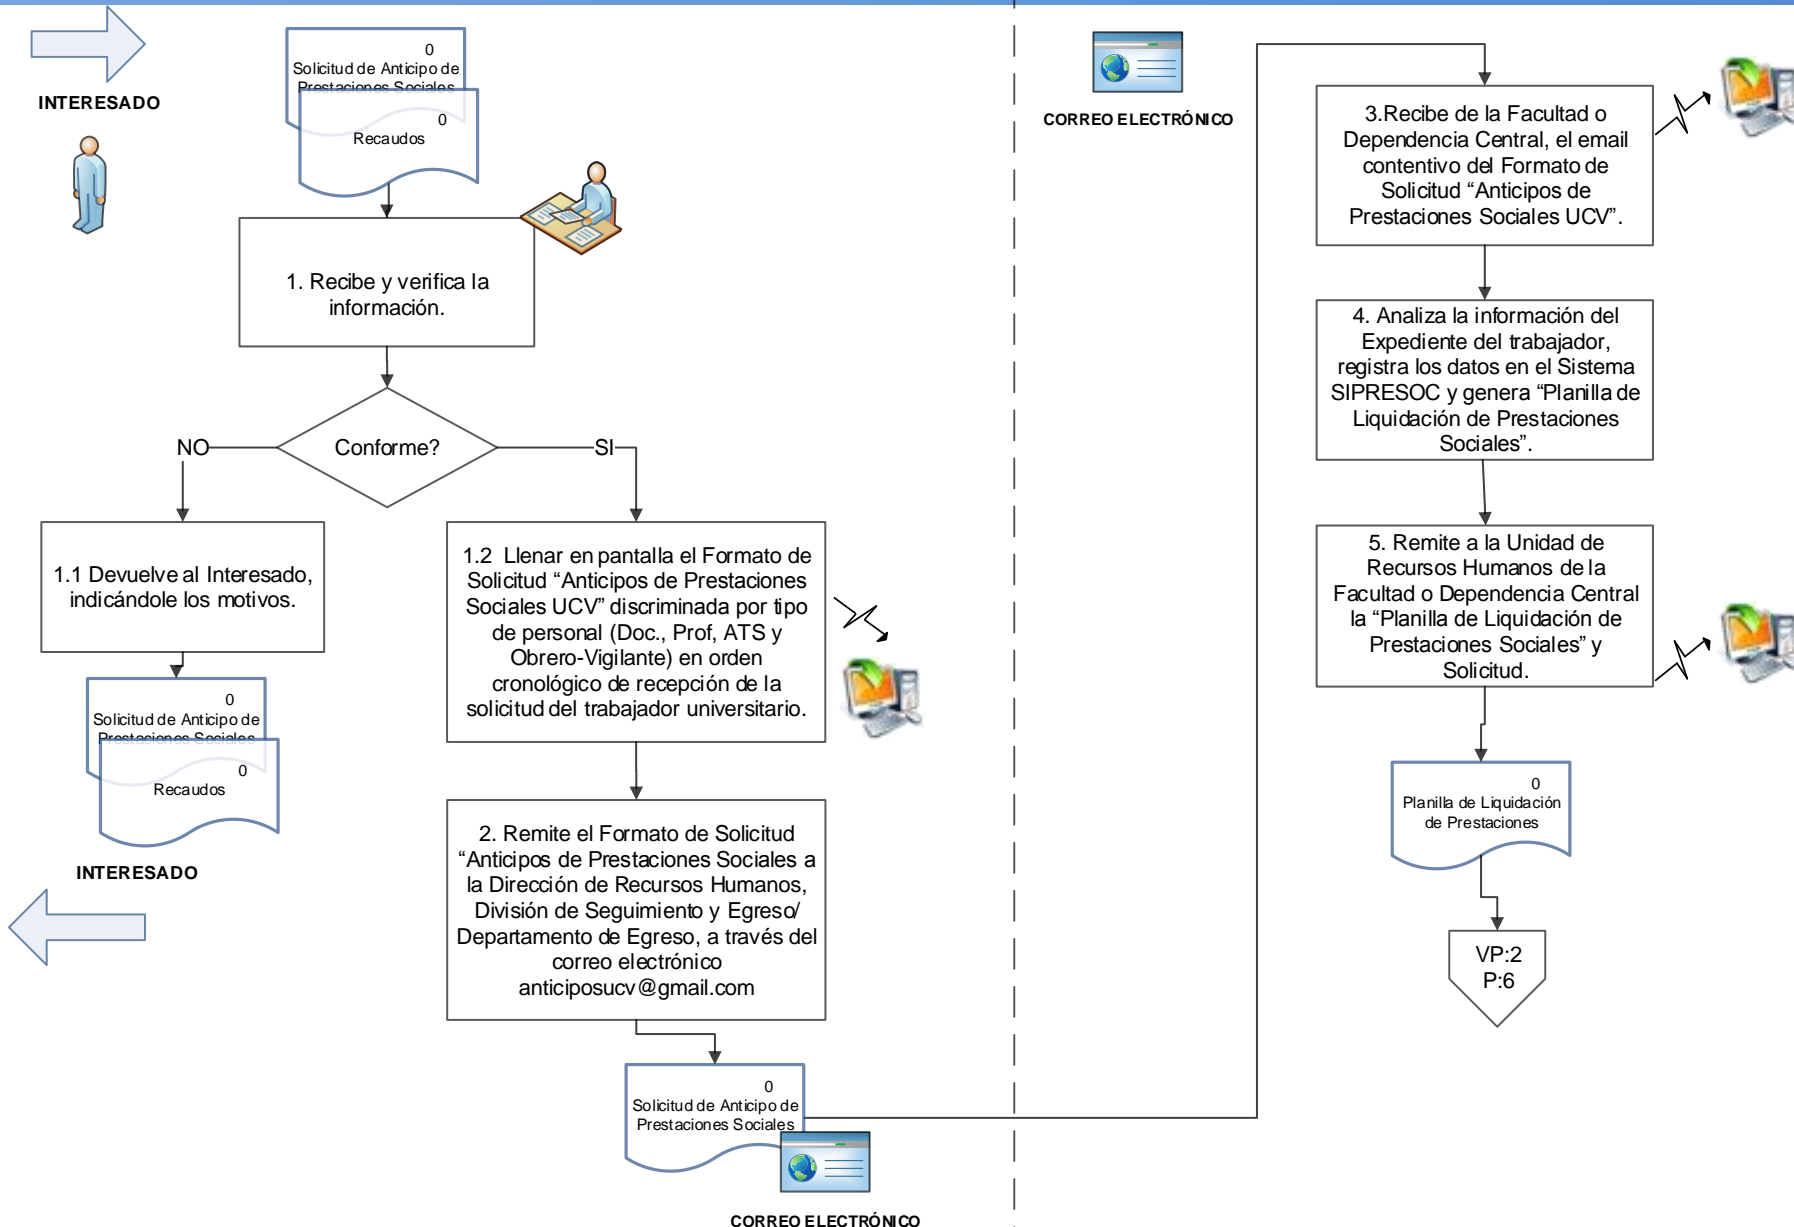 INTERESADO
0
Solicitud de Anticipo de
Prestaciones Sociales
0
Recaudos
1. Recibe y verifica la
información.
Conforme?
NO
SI
1.1 Devuelve al Interesado,
indicándole los motivos.
0
Solicitud de Anticipo de
Prestaciones Sociales
0
Recaudos
INTERESADO
1.2 Llenar en pantalla el Formato de
Solicitud “Anticipos de Prestaciones
Sociales UCV” discriminada por tipo
de personal (Doc., Prof, ATS y
Obrero-Vigilante) en orden
cronológico de recepción de la
solicitud del trabajador universitario.
2. Remite el Formato de Solicitud
“Anticipos de Prestaciones Sociales a
la Dirección de Recursos Humanos,
División de Seguimiento y Egreso/
Departamento de Egreso, a través del
correo electrónico
anticiposucv@gmail.com
0
Solicitud de Anticipo de
Prestaciones Sociales
CORREO ELECTRÓNICO
CORREO ELECTRÓNICO
3.Recibe de la Facultad o
Dependencia Central, el email
contentivo del Formato de
Solicitud “Anticipos de
Prestaciones Sociales UCV”.
4. Analiza la información del
Expediente del trabajador,
registra los datos en el Sistema
SIPRESOC y genera “Planilla de
Liquidación de Prestaciones
Sociales”.
5. Remite a la Unidad de
Recursos Humanos de la
Facultad o Dependencia Central
la “Planilla de Liquidación de
Prestaciones Sociales” y
Solicitud.
0
Planilla de Liquidación
de Prestaciones
VP:2
P:6